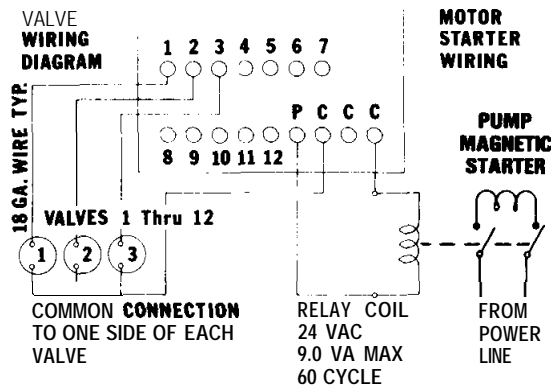 VALVE
WIRING
DIAGRAM
MOTOR
STARTER
WIRING
1 2 3 4 5 6 7
P C C C
8 9 10 11 12
PUMP
MAGNETIC
STARTER
18 GA. WIRE TYP.
VALVES 1 Thru 12
1 2 3
COMMON CONNECTION
TO ONE SIDE OF EACH
VALVE
RELAY COIL
24 VAC
9.0 VA MAX
60 CYCLE
FROM
POWER
LINE